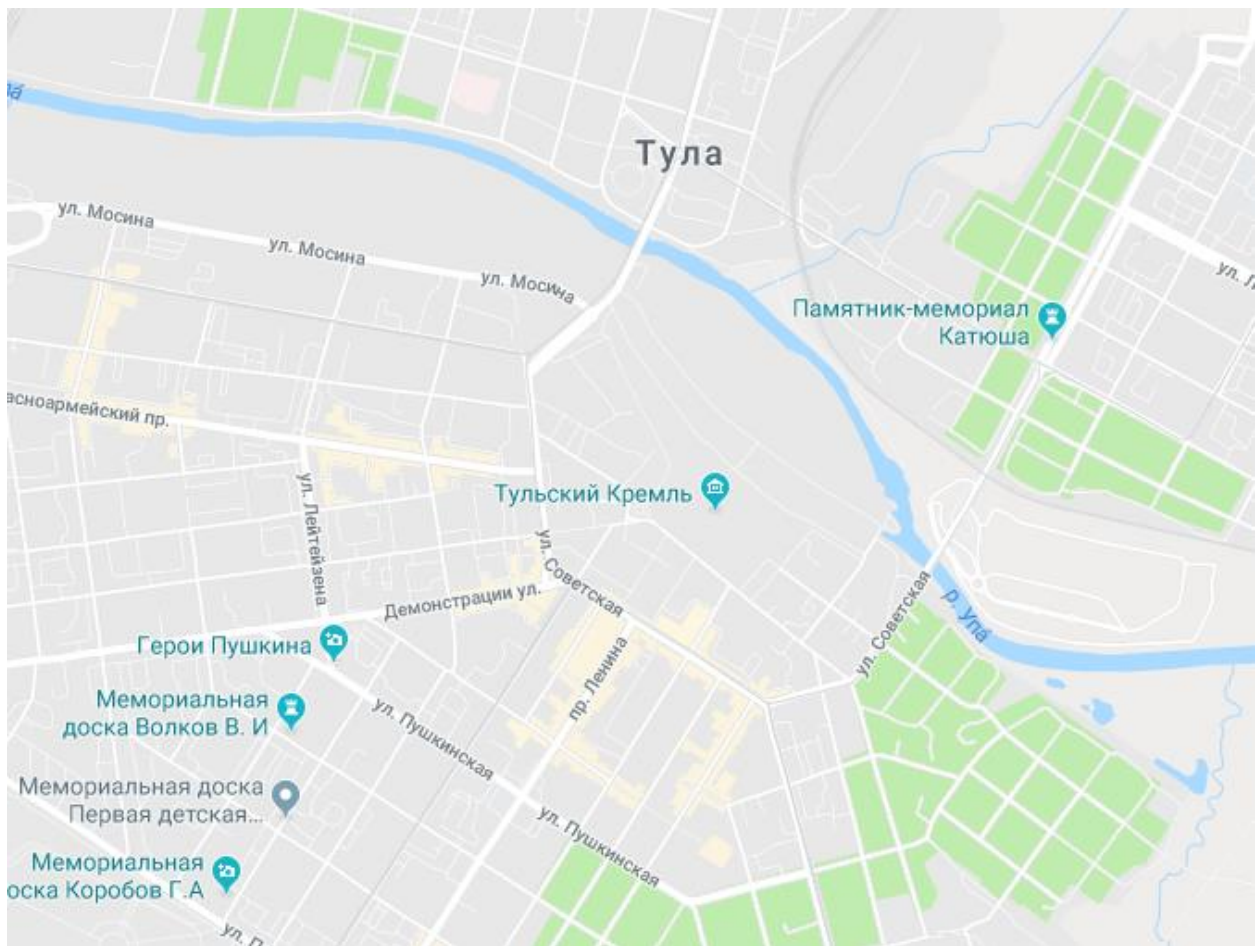 Тула
ул. Мосина
ул. Мосина
ул. Мосина
Памятник-мемориал
Катюша
асноармейский пр.
ул. Лейтейзена
Тульский Кремль
ул. Советская
Демонстрации ул.
ул. Советская
р. Упа́
Герои Пушкина
пр. Ленина
Мемориальная
доска Волков В. И
ул. Пушкинская
Мемориальная доска
Первая детская...
ул. Пушкинская
Мемориальная
оска Коробов Г.А